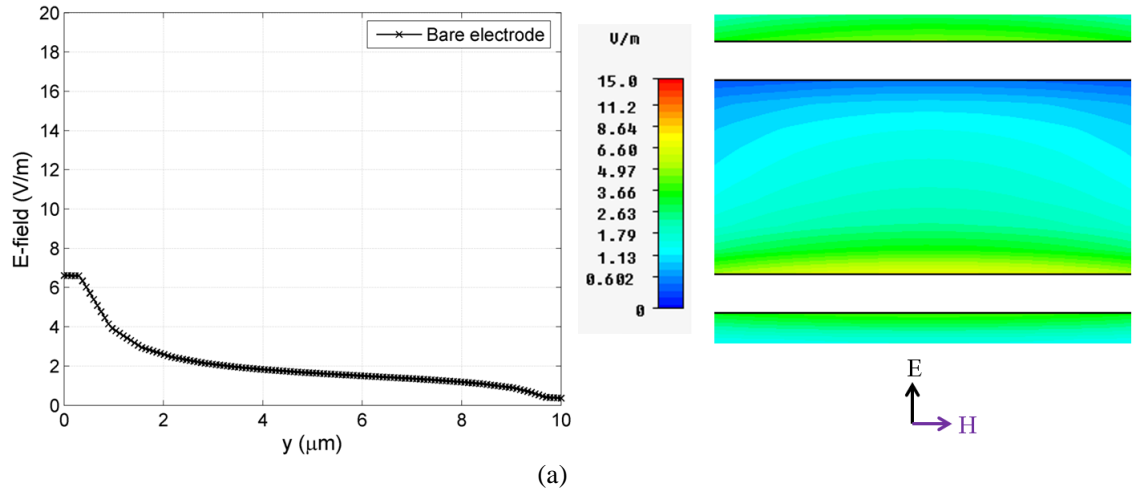 20
18
16
14
12
10
8
6
4
2
0
E-field (V/m)
0 2 4 6 8 10
y (μm)
Bare electrode
V/m
15.0
11.2
8.64
6.60
4.97
3.66
2.63
1.79
1.13
0.602
0
E
H
(a)